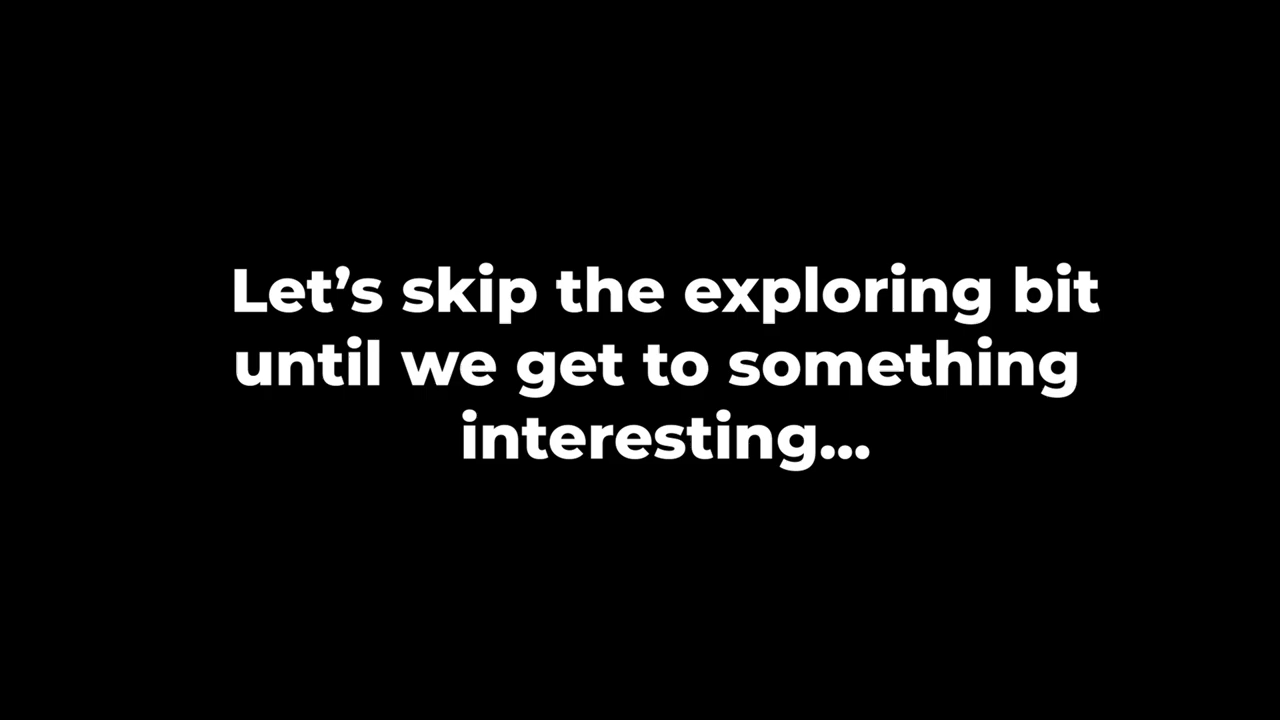 Let’s skip the exploring bit
until we get to something
interesting...